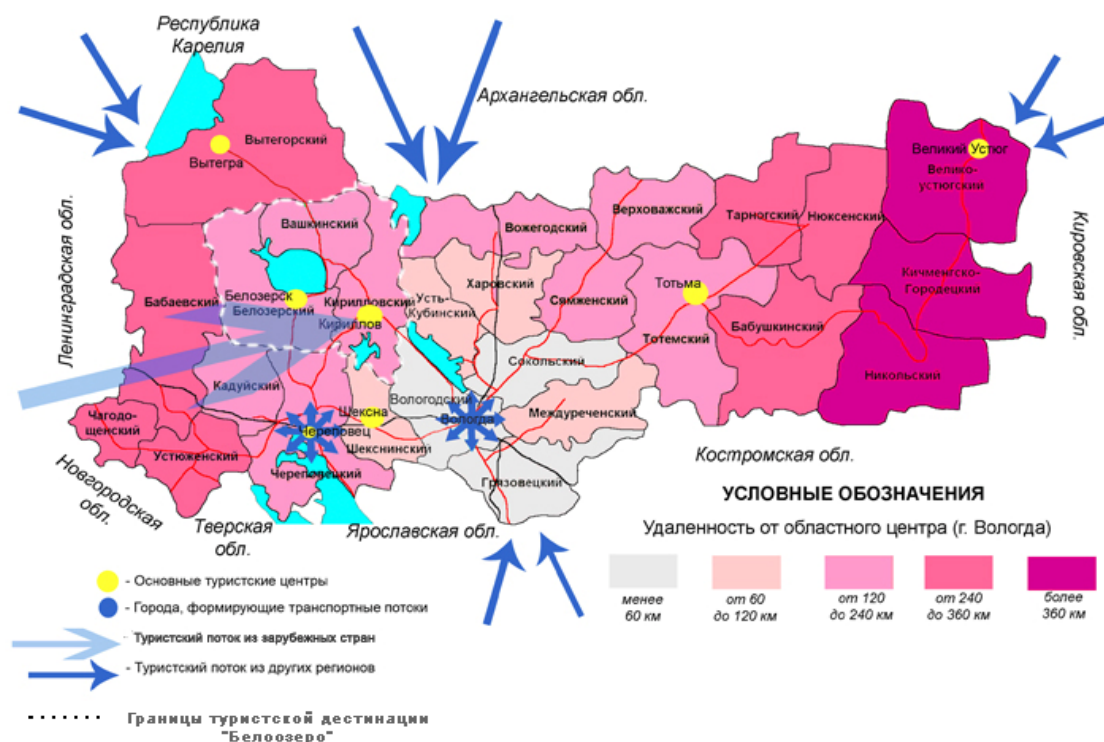 Республика
Карелия
Архангельская обл.
Вытегорский
Вытегра
Великий Устюг
Велико-
устюгский
Ленинградская обл.
Кировская обл.
Вашкинский
Вожегодский
Верховажский
Тарногский
Нюксенский
Бабаевский
Белозерск
Белозерский
Кирилловский
Кириллов
Усть-
Кубинский
Харовский
Сямженский
Тотьма
Тотемский
Бабушкинский
Кичменгско-
Городецкий
Никольский
Сокольский
Кадуйский
Шексна
Вологодский
Вологда
Междуреченский
Чагодо-
щенский
Устюженский
Череповец
Шекснинский
Череповецкий
Грязовецкий
Новгородская
обл.
Тверская
обл.
Ярославская обл.
Костромская обл.
УСЛОВНЫЕ ОБОЗНАЧЕНИЯ
Удаленность от областного центра (г. Вологда)
менее
60 км
от 60
до 120 км
от 120
до 240 км
от 240
до 360 км
более
360 км
- Основные туристские центры
- Города, формирующие транспортные потоки
- Туристский поток из зарубежных стран
- Туристский поток из других регионов
Границы туристской дестинации
"Белоозеро"